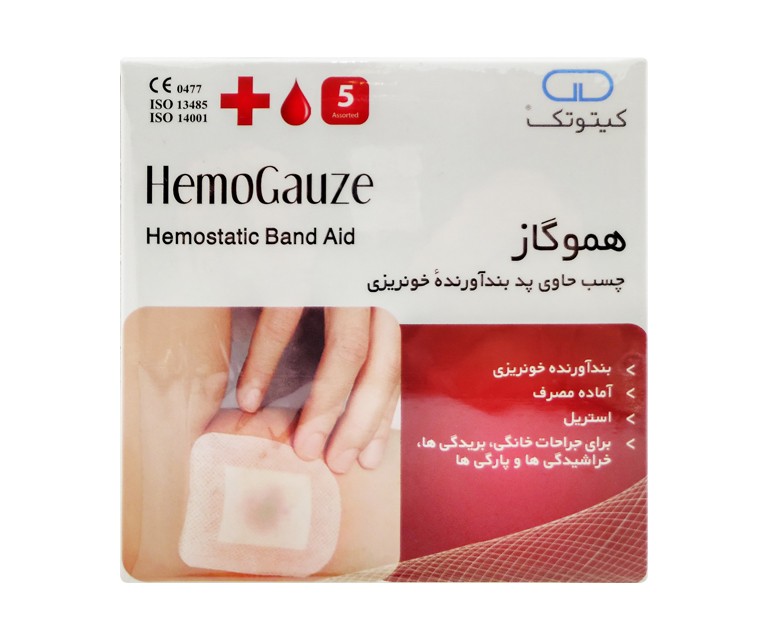 CE 0477
ISO 13485
ISO 14001
5
Assorted
کیتوتک®
HemoGauze
Hemostatic Band Aid
هموگاز
چسب حاوی پد بندآورندهٔ خونریزی
> بندآورنده خونریزی
> آماده مصرف
> استریل
> برای جراحات خانگی، بریدگی ها،
خراشیدگی ها و پارگی ها